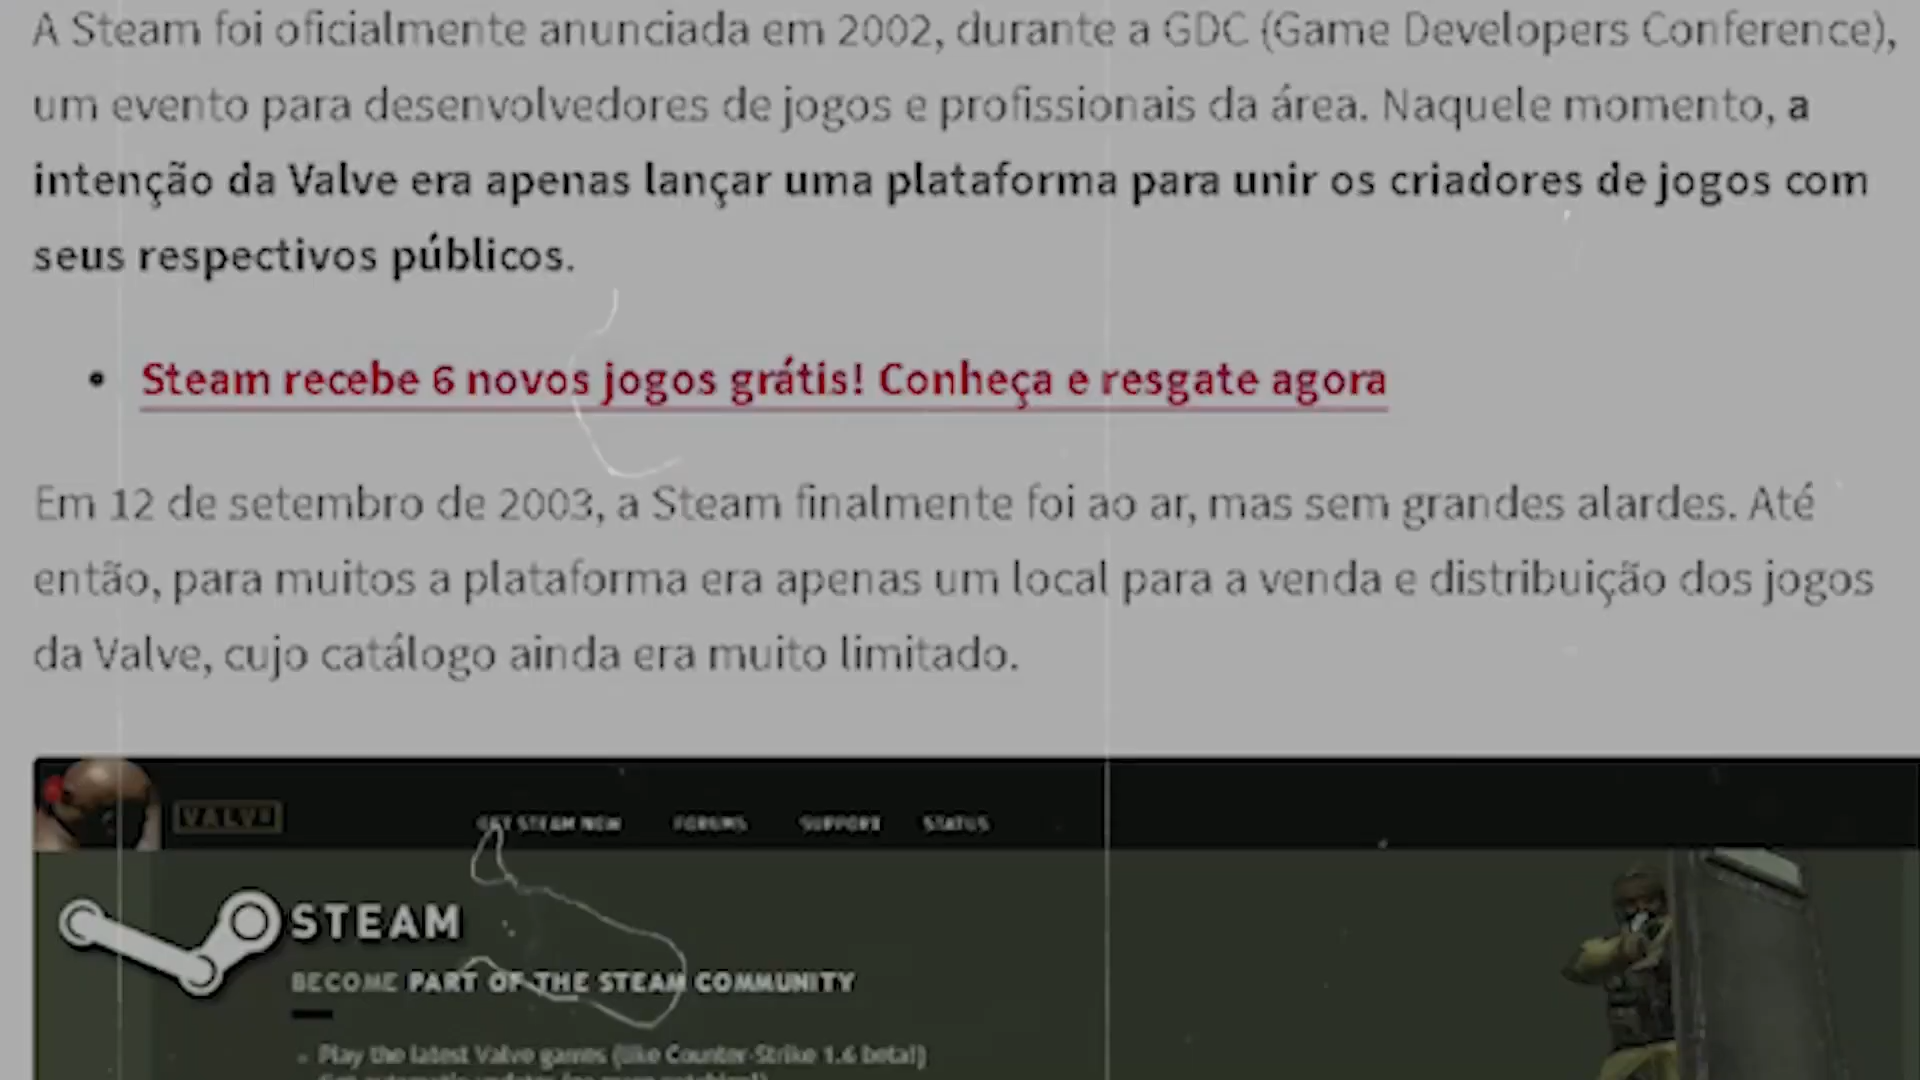 A Steam foi oficialmente anunciada em 2002, durante a GDC (Game Developers Conference),
um evento para desenvolvedores de jogos e profissionais da área. Naquele momento, a
intenção da Valve era apenas lançar uma plataforma para unir os criadores de jogos com
seus respectivos públicos.
• Steam recebe 6 novos jogos grátis! Conheça e resgate agora
Em 12 de setembro de 2003, a Steam finalmente foi ao ar, mas sem grandes alardes. Até
então, para muitos a plataforma era apenas um local para a venda e distribuição dos jogos
da Valve, cujo catálogo ainda era muito limitado.
VALVE GET STEAM NOW FORUMS SUPPORT STATUS
STEAM
BECOME PART OF THE STEAM COMMUNITY
Play the latest Valve games (like Counter-Strike 1.6 beta!)